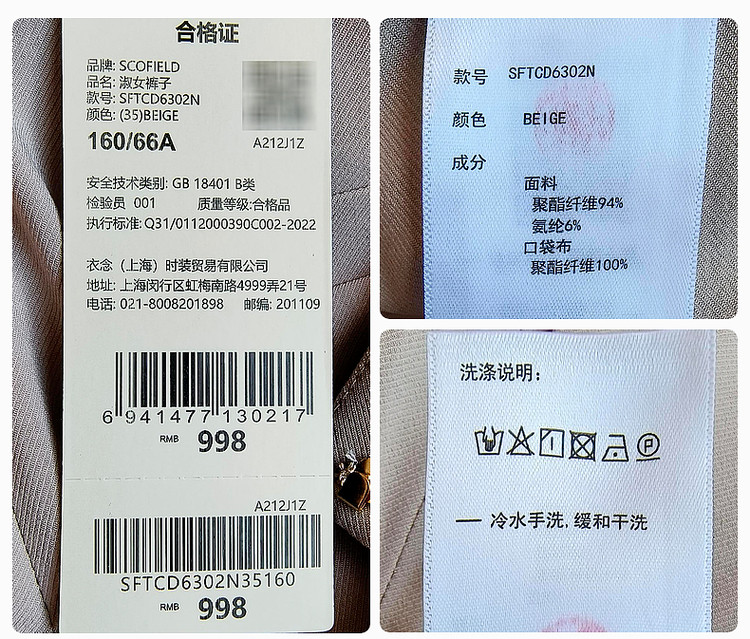 合格证
品牌: SCOFIELD
品名: 淑女裤子
款号: SFTCD6302N
颜色: (35)BEIGE
160/66A
A212J1Z
安全技术类别: GB 18401 B类
检验员 001 质量等级:合格品
执行标准: Q31/0112000390C002-2022
衣念（上海）时装贸易有限公司
地址: 上海闵行区虹梅南路4999弄21号
电话: 021-8008201898 邮编: 201109
6 941477 130217
RMB 998
A212J1Z
SFTCD6302N35160
RMB 998
款号 SFTCD6302N
颜色 BEIGE
成分
面料
聚酯纤维94%
氨纶6%
口袋布
聚酯纤维100%
洗涤说明:
P
— 冷水手洗,缓和干洗